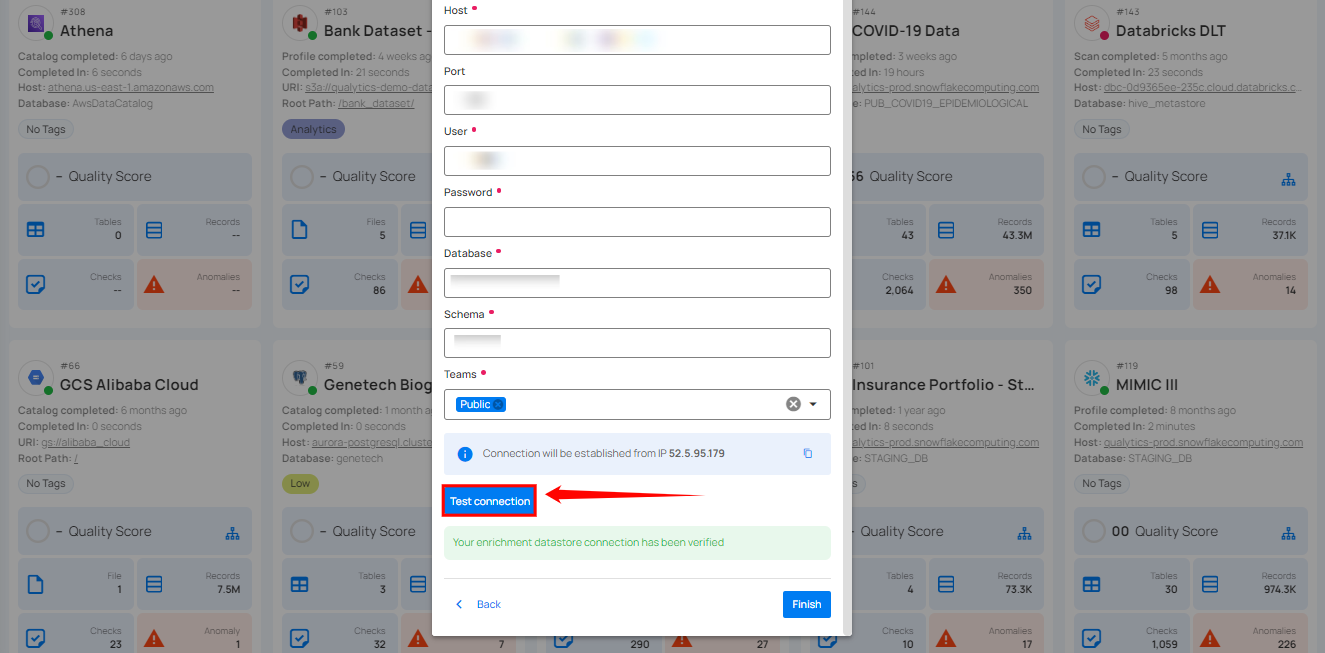 #308
Athena
Catalog completed: 6 days ago
Completed In: 6 seconds
Host: athena.us-east-1.amazonaws.com
Database: AwsDataCatalog
No Tags
– Quality Score
Tables
0
Records
--
Checks
--
Anomalies
--
#103
Bank Dataset -
Profile completed: 4 weeks ago
Completed In: 21 seconds
URI: s3a://qualytics-demo-data
Root Path: /bank_dataset/
Analytics
– Quality Score
Files
5
Checks
86
Host •
Port
User •
Password •
Database •
Schema •
Teams •
Public
Connection will be established from IP 52.5.95.179
Test connection
Your enrichment datastore connection has been verified
Back
Finish
#144
COVID-19 Data
mpleted: 3 weeks ago
d In: 19 hours
alytics-prod.snowflakecomputing.com
e: PUB_COVID19_EPIDEMIOLOGICAL
66 Quality Score
Tables
43
Records
43.3M
Checks
2,064
Anomalies
350
#143
Databricks DLT
Scan completed: 5 months ago
Completed In: 23 seconds
Host: dbc-0d9365ee-235c.cloud.databricks.c...
Database: hive_metastore
No Tags
– Quality Score
Tables
5
Records
37.1K
Checks
98
Anomalies
14
#66
GCS Alibaba Cloud
Catalog completed: 6 months ago
Completed In: 0 seconds
URI: gs://alibaba_cloud
Root Path: /
No Tags
– Quality Score
File
1
Records
7.5M
Checks
23
Anomaly
1
#59
Genetech Biog
Catalog completed: 1 month ago
Completed In: 0 seconds
Host: aurora-postgresql.cluste
Database: genetech
Low
– Quality Score
Tables
3
Checks
32
7
290
27
#101
Insurance Portfolio - St...
mpleted: 1 year ago
d In: 8 seconds
alytics-prod.snowflakecomputing.com
e: STAGING_DB
s
Quality Score
Tables
4
Records
73.3K
Checks
10
Anomalies
17
#119
MIMIC III
Profile completed: 8 months ago
Completed In: 2 minutes
Host: qualytics-prod.snowflakecomputing.com
Database: STAGING_DB
No Tags
00 Quality Score
Tables
30
Records
974.3K
Checks
1,059
Anomalies
226